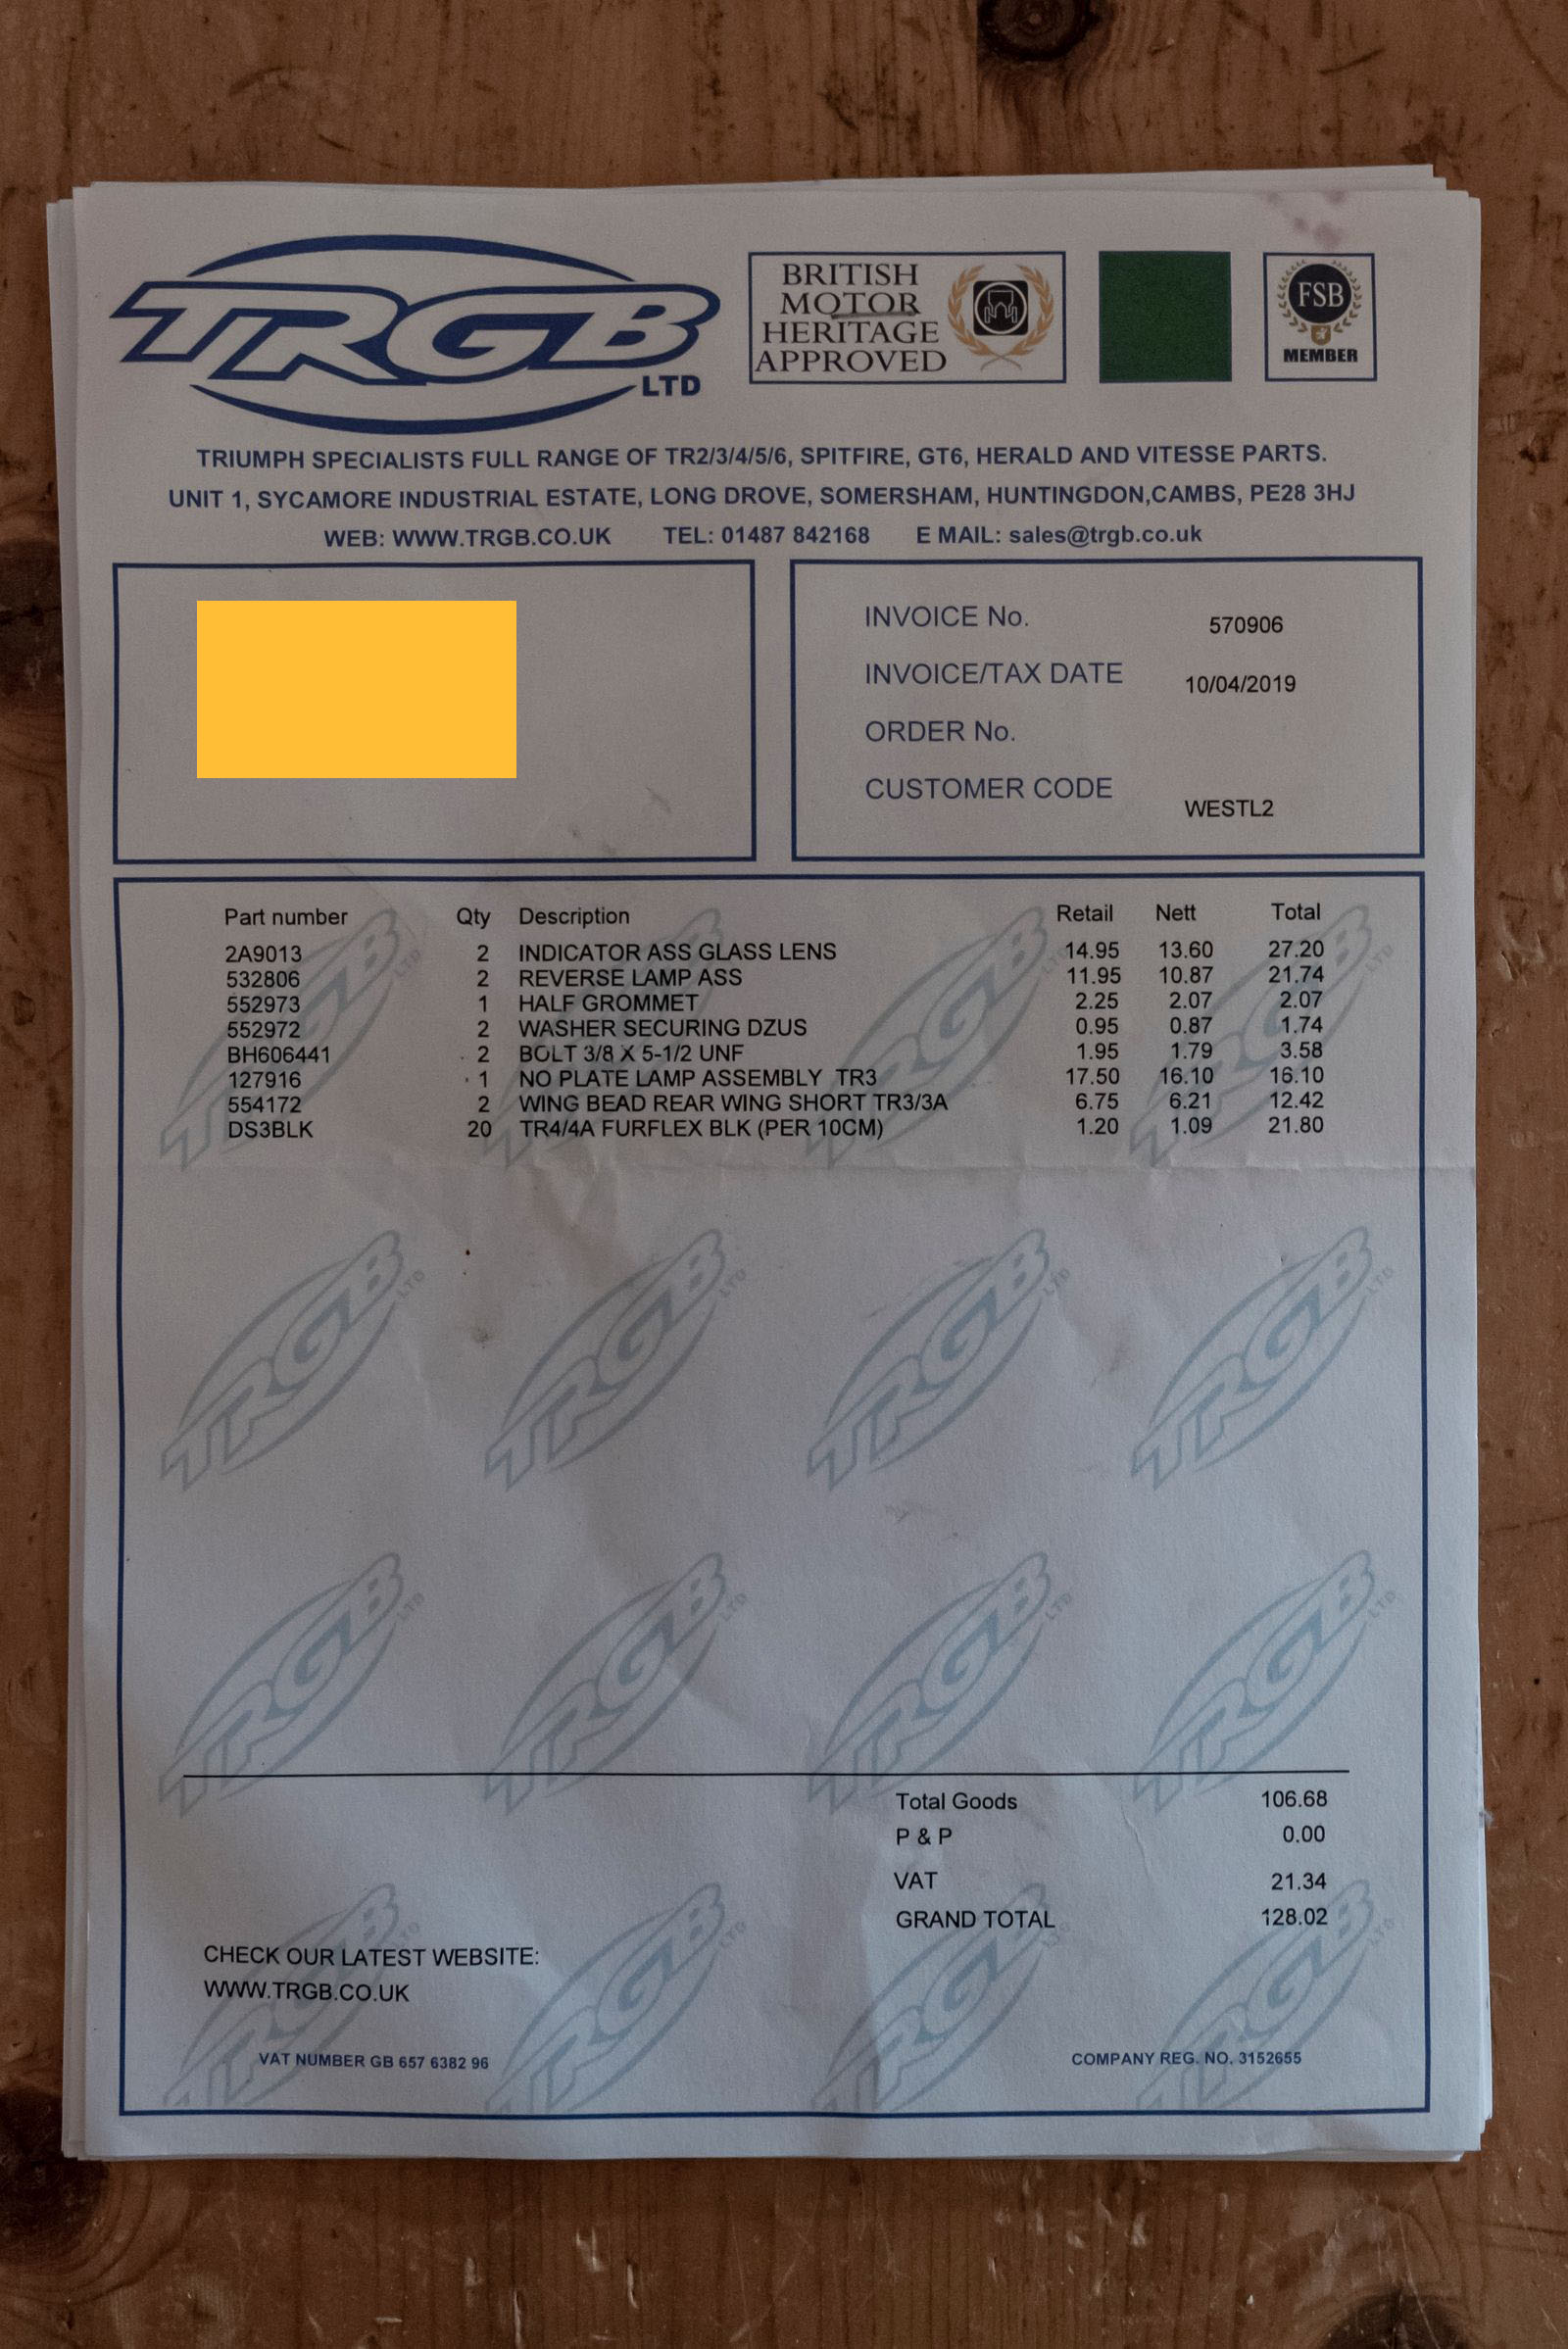 TRGB LTD
BRITISH
MOTOR
HERITAGE
APPROVED
FSB
MEMBER
TRIUMPH SPECIALISTS FULL RANGE OF TR2/3/4/5/6, SPITFIRE, GT6, HERALD AND VITESSE PARTS.
UNIT 1, SYCAMORE INDUSTRIAL ESTATE, LONG DROVE, SOMERSHAM, HUNTINGDON,CAMBS, PE28 3HJ
WEB: WWW.TRGB.CO.UK TEL: 01487 842168 E MAIL: sales@trgb.co.uk
INVOICE No. 570906
INVOICE/TAX DATE 10/04/2019
ORDER No.
CUSTOMER CODE WESTL2
Part number Qty Description Retail Nett Total
2A9013 2 INDICATOR ASS GLASS LENS 14.95 13.60 27.20
532806 2 REVERSE LAMP ASS 11.95 10.87 21.74
552973 1 HALF GROMMET 2.25 2.07 2.07
552972 2 WASHER SECURING DZUS 0.95 0.87 1.74
BH606441 2 BOLT 3/8 X 5-1/2 UNF 1.95 1.79 3.58
127916 1 NO PLATE LAMP ASSEMBLY TR3 17.50 16.10 16.10
554172 2 WING BEAD REAR WING SHORT TR3/3A 6.75 6.21 12.42
DS3BLK 20 TR4/4A FURFLEX BLK (PER 10CM) 1.20 1.09 21.80
Total Goods 106.68
P & P 0.00
VAT 21.34
GRAND TOTAL 128.02
CHECK OUR LATEST WEBSITE:
WWW.TRGB.CO.UK
VAT NUMBER GB 657 6382 96 COMPANY REG. NO. 3152655